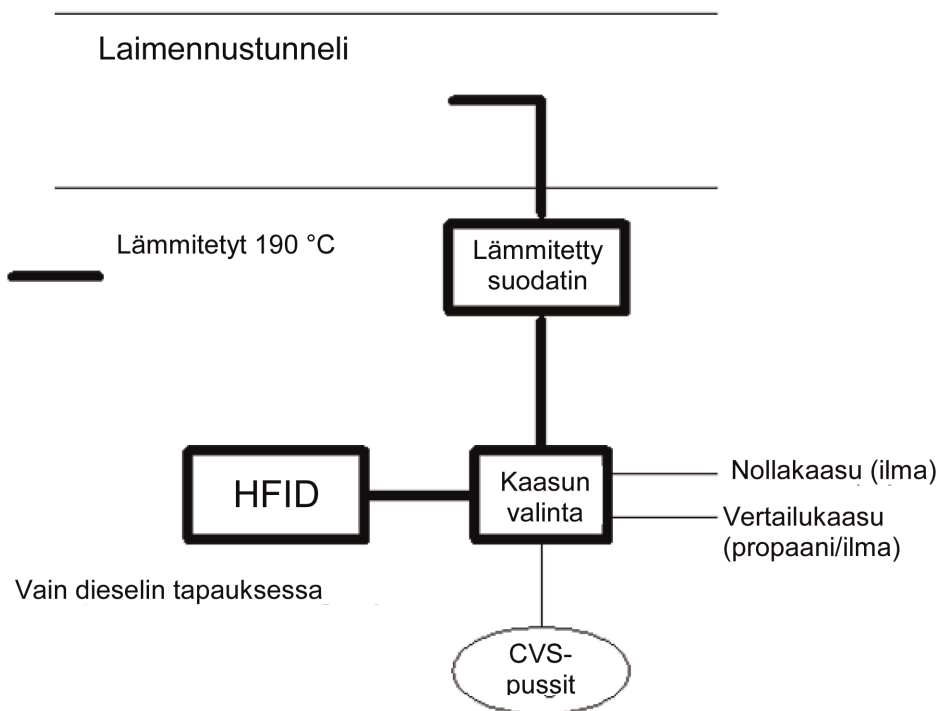 Laimennustunneli
Lämmitetyt 190 °C
Lämmitetty
suodatin
HFID
Kaasun
valinta
Nollakaasu (ilma)
Vertailukaasu
(propaani/ilma)
Vain dieselin tapauksessa
CVS-
pussit